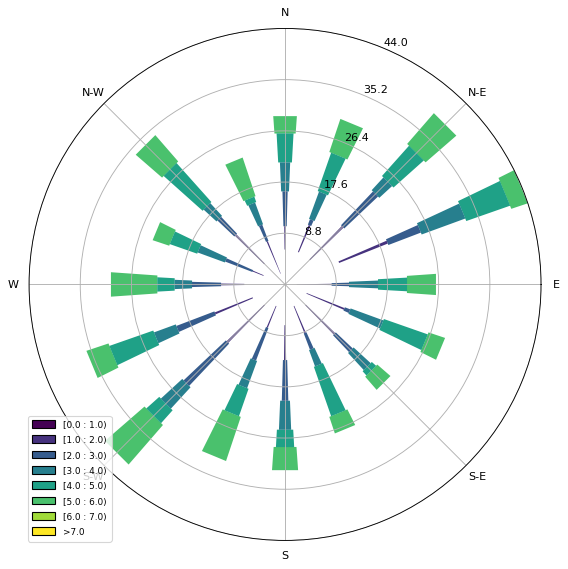 N
44.0
N-W
35.2
N-E
26.4
17.6
8.8
W
E
[0.0 : 1.0)
[1.0 : 2.0)
[2.0 : 3.0)
[3.0 : 4.0)
[4.0 : 5.0)
[5.0 : 6.0)
[6.0 : 7.0)
>7.0
S-W
S-E
S